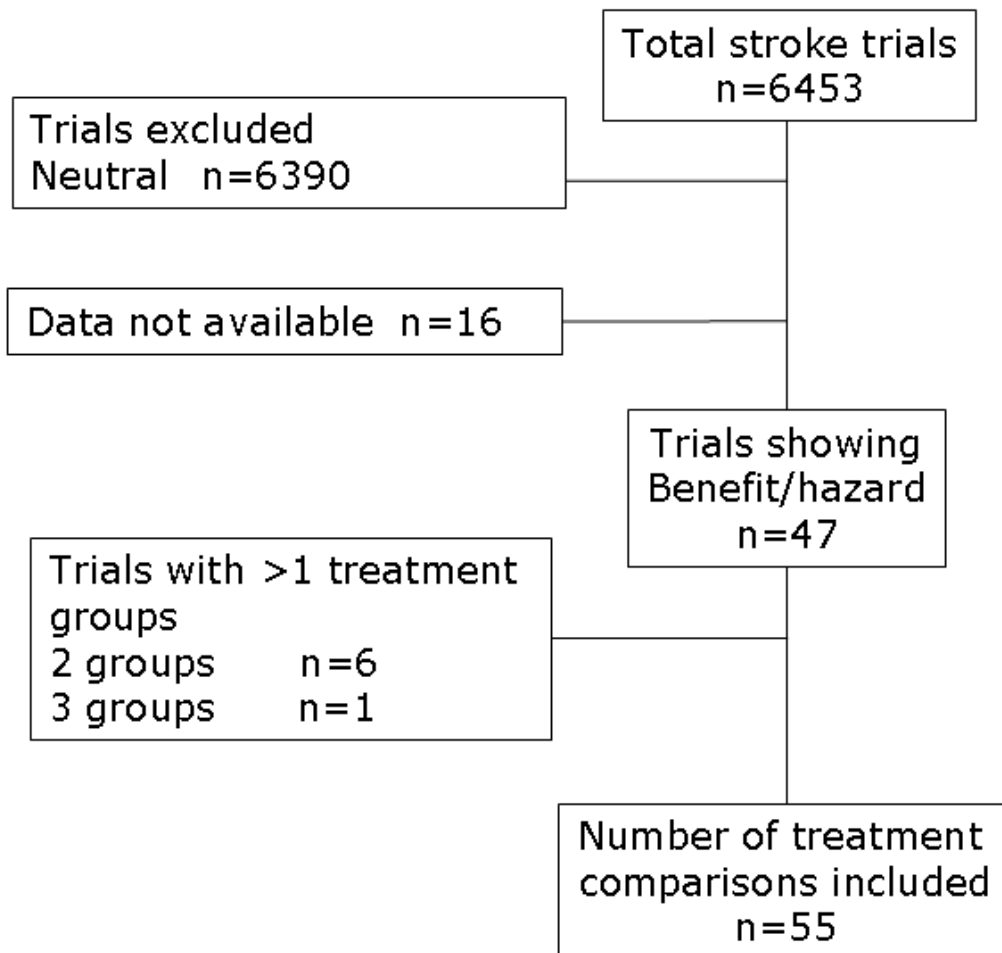 Total stroke trials
n=6453
Trials excluded
Neutral n=6390
Data not available n=16
Trials showing
Benefit/hazard
n=47
Trials with >1 treatment
groups
2 groups n=6
3 groups n=1
Number of treatment
comparisons included
n=55